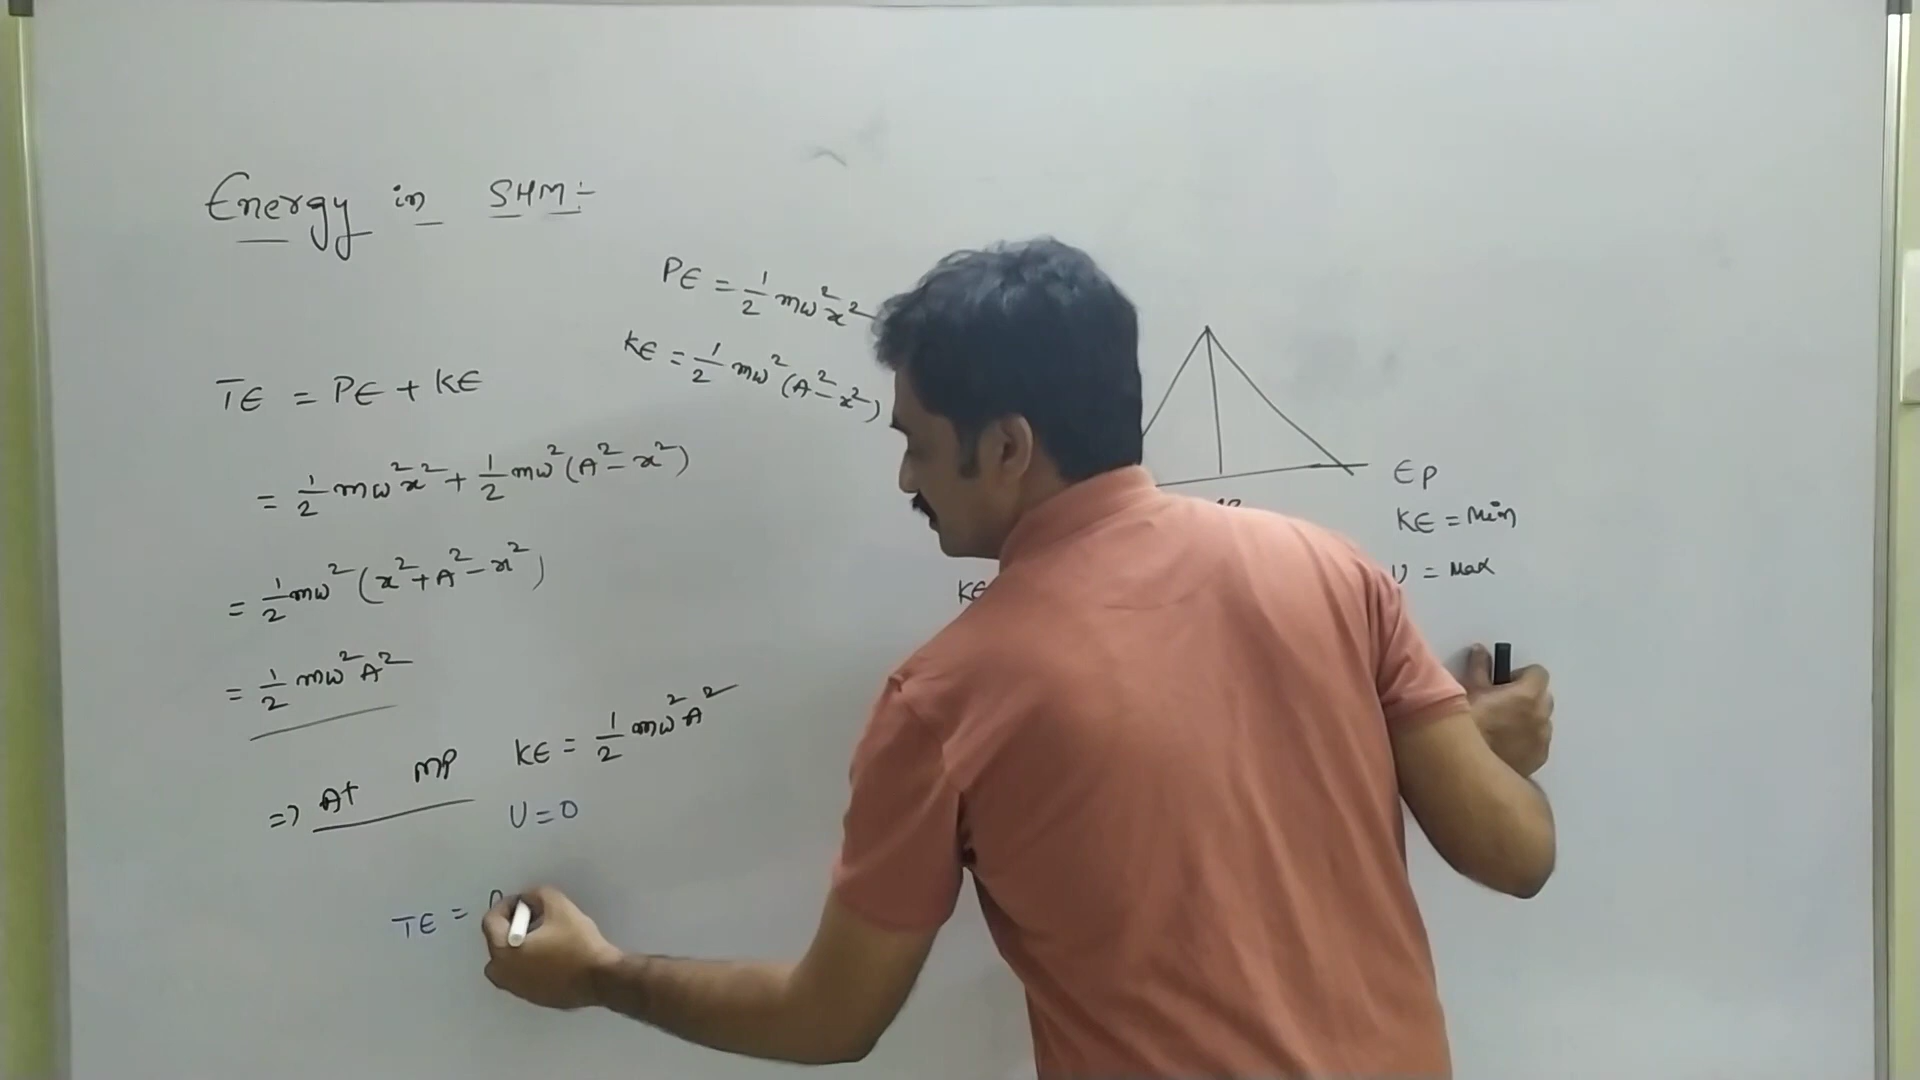 Energy in SHM:-
PE = 1/2 mω²x²
KE = 1/2 mω²(A²-x²)
TE = PE + KE
= 1/2 mω²x² + 1/2 mω²(A²-x²)
= 1/2 mω²(x²+A²-x²)
= 1/2 mω²A²
=> At MP KE = 1/2 mω²A²
U = 0
TE =
EP
KE = Min
U = Max
KE